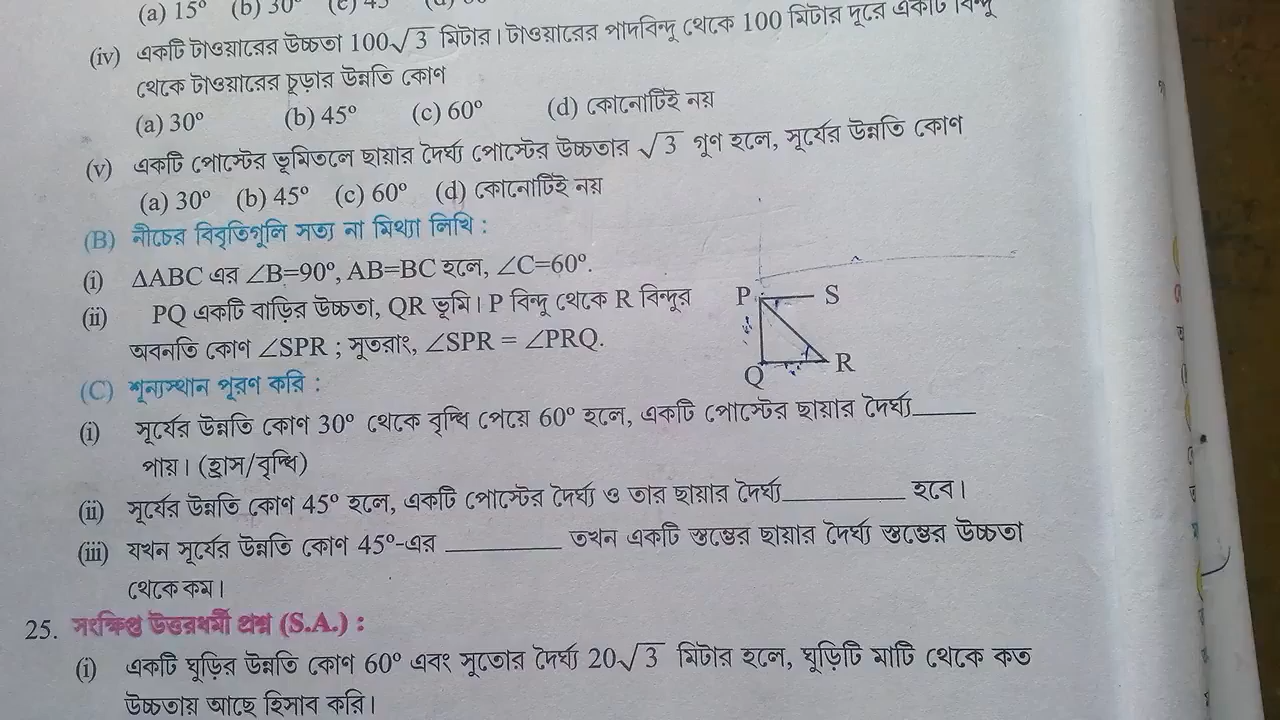 (a) 15° (b) 30°
(iv) একটি টাওয়ারের উচ্চতা 100√3 মিটার। টাওয়ারের পাদবিন্দু থেকে 100 মিটার দূরে একটি বিন্দু
থেকে টাওয়ারের চূড়ার উন্নতি কোণ
(a) 30° (b) 45° (c) 60° (d) কোনোটিই নয়
(v) একটি পোস্টের ভূমিতলে ছায়ার দৈর্ঘ্য পোস্টের উচ্চতার √3 গুণ হলে, সূর্যের উন্নতি কোণ
(a) 30° (b) 45° (c) 60° (d) কোনোটিই নয়
(B) নীচের বিবৃতিগুলি সত্য না মিথ্যা লিখি :
(i) ΔABC এর ∠B=90°, AB=BC হলে, ∠C=60°.
(ii) PQ একটি বাড়ির উচ্চতা, QR ভূমি। P বিন্দু থেকে R বিন্দুর
অবনতি কোণ ∠SPR ; সুতরাং, ∠SPR = ∠PRQ.
P S
Q R
(C) শূন্যস্থান পূরণ করি :
(i) সূর্যের উন্নতি কোণ 30° থেকে বৃদ্ধি পেয়ে 60° হলে, একটি পোস্টের ছায়ার দৈর্ঘ্য_____
পায়। (হ্রাস/বৃদ্ধি)
(ii) সূর্যের উন্নতি কোণ 45° হলে, একটি পোস্টের দৈর্ঘ্য ও তার ছায়ার দৈর্ঘ্য__________ হবে।
(iii) যখন সূর্যের উন্নতি কোণ 45°-এর __________ তখন একটি স্তম্ভের ছায়ার দৈর্ঘ্য স্তম্ভের উচ্চতা
থেকে কম।
25. সংক্ষিপ্ত উত্তরধর্মী প্রশ্ন (S.A.) :
(i) একটি ঘুড়ির উন্নতি কোণ 60° এবং সুতোর দৈর্ঘ্য 20√3 মিটার হলে, ঘুড়িটি মাটি থেকে কত
উচ্চতায় আছে হিসাব করি।